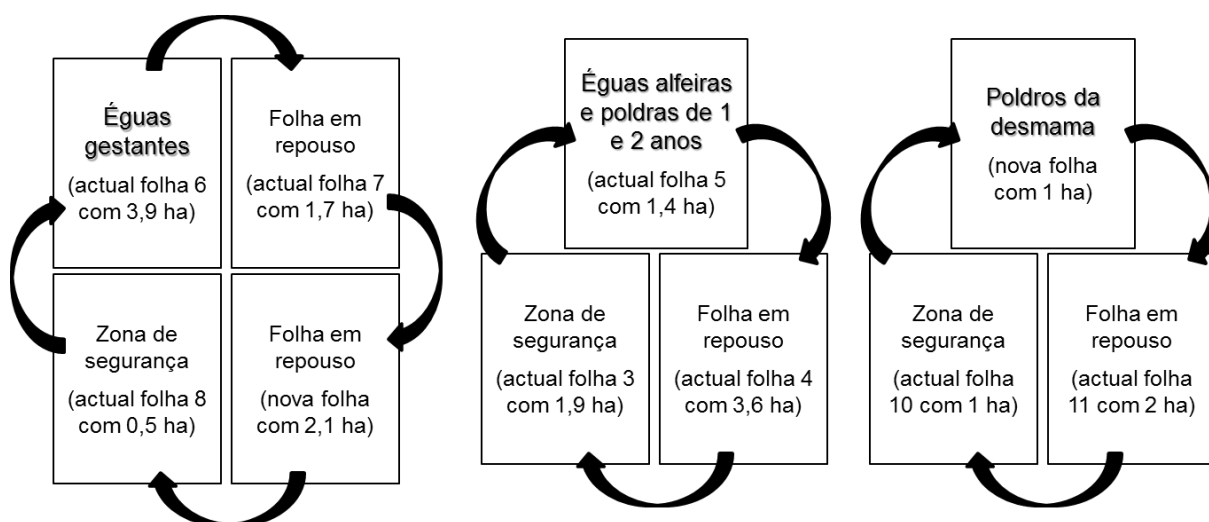 Éguas
gestantes
(actual folha 6
com 3,9 ha)
Folha em
repouso
(actual folha 7
com 1,7 ha)
Zona de
segurança
(actual folha 8
com 0,5 ha)
Folha em
repouso
(nova folha
com 2,1 ha)
Éguas alfeiras
e poldras de 1
e 2 anos
(actual folha 5
com 1,4 ha)
Zona de
segurança
(actual folha 3
com 1,9 ha)
Folha em
repouso
(actual folha 4
com 3,6 ha)
Poldros da
desmama
(nova folha
com 1 ha)
Zona de
segurança
(actual folha
10 com 1 ha)
Folha em
repouso
(actual folha
11 com 2 ha)